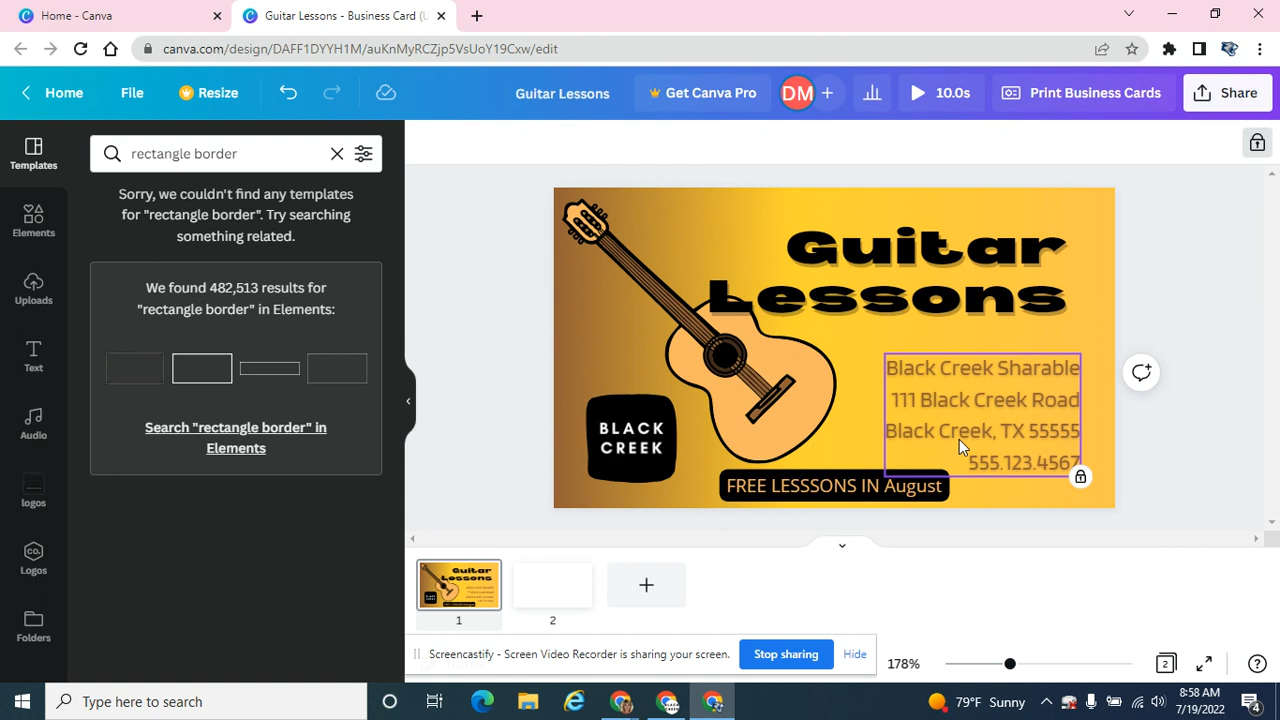 Home - Canva
Guitar Lessons - Business Card (U
canva.com/design/DAFF1DYYH1M/auKnMyRCZjp5VsUoY19Cxw/edit
Home
File
Resize
Guitar Lessons
Get Canva Pro
DM
10.0s
Print Business Cards
Share
Templates
Elements
Uploads
Text
Audio
logos
CO.
Logos
Folders
rectangle border
Sorry, we couldn't find any templates
for "rectangle border". Try searching
something related.
We found 482,513 results for
"rectangle border" in Elements:
Search "rectangle border" in
Elements
Guitar
Lessons
Black Creek Sharable
111 Black Creek Road
Black Creek, TX 55555
555.123.4567
BLACK
CREEK
FREE LESSSONS IN August
1
2
Screencastify - Screen Video Recorder is sharing your screen.
Stop sharing
Hide
178%
2
Type here to search
79°F Sunny
8:58 AM
7/19/2022
4